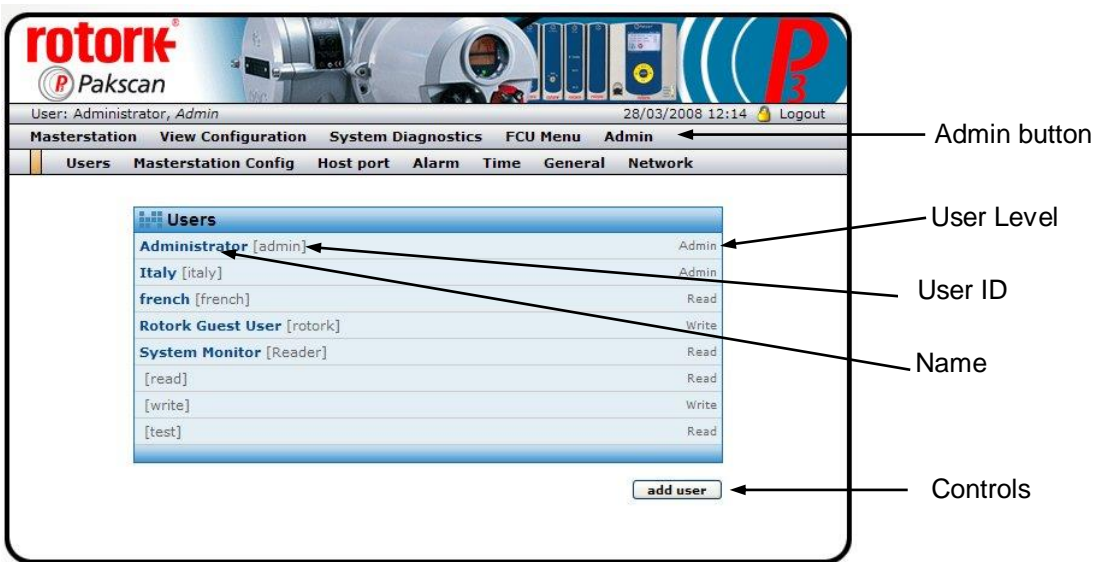 rotork®
P Pakscan
P3
User: Administrator, Admin 28/03/2008 12:14 Logout
Masterstation View Configuration System Diagnostics FCU Menu Admin
Admin button
Users Masterstation Config Host port Alarm Time General Network
Users
User Level
Administrator [admin] Admin
Italy [italy] Admin
User ID
french [french] Read
Rotork Guest User [rotork] Write
System Monitor [Reader] Read
Name
[read] Read
[write] Write
[test] Read
add user
Controls